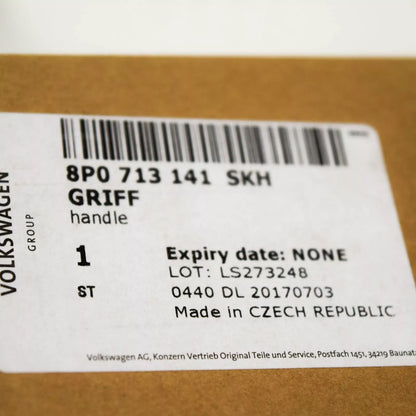 8P0 713 141 SKH
GRIFF
handle
VOLKSWAGEN
GROUP
1
ST
Expiry date: NONE
LOT: LS273248
0440 DL 20170703
Made in CZECH REPUBLIC
Volkswagen AG, Konzern Vertrieb Original Teile und Service, Postfach 1451, 34219 Baunat